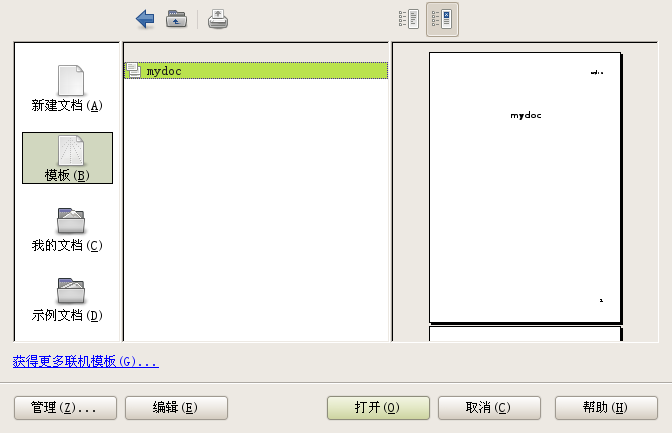 新建文档(A)
模板(B)
我的文档(C)
示例文档(D)
mydoc
mydoc
获得更多联机模板(G)...
管理(Z)...
编辑(E)
打开(O)
取消(C)
帮助(H)